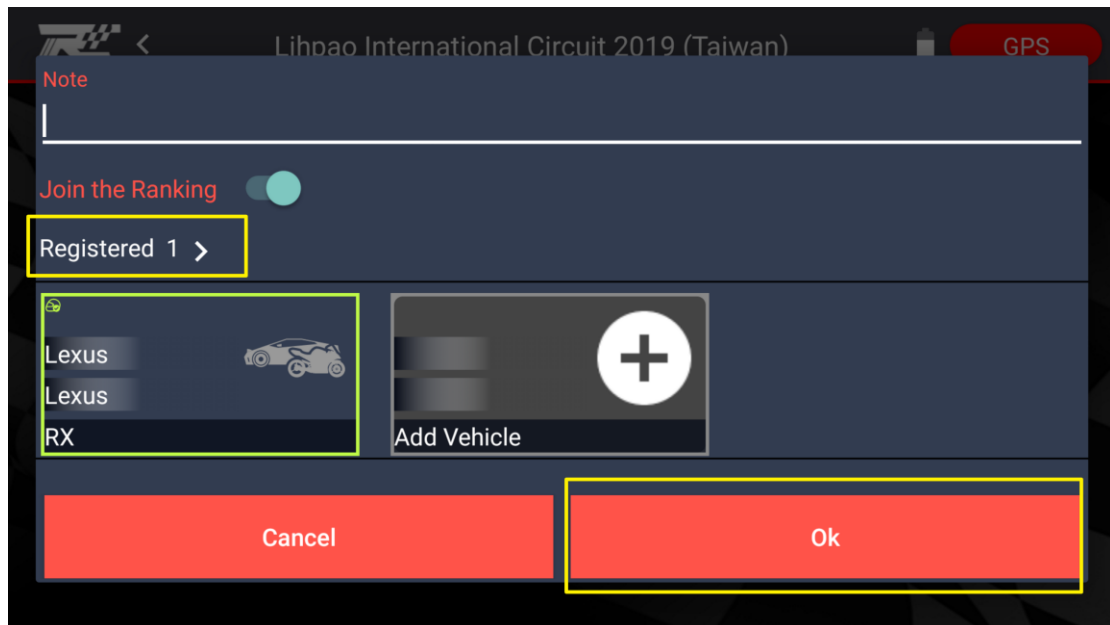 Lihpao International Circuit 2019 (Taiwan)
GPS
Note
Join the Ranking
Registered 1 >
Lexus
Lexus
RX
Add Vehicle
Cancel
Ok